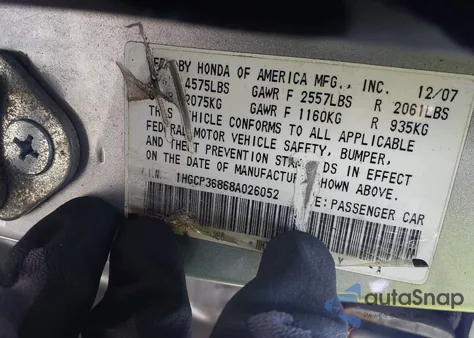 BY HONDA OF AMERICA MFG., INC. 12/07
4575LBS GAWR F 2557LBS R 2061LBS
2075KG GAWR F 1160KG R 935KG
THIS VEHICLE CONFORMS TO ALL APPLICABLE
FEDERAL MOTOR VEHICLE SAFETY, BUMPER,
AND THEFT PREVENTION IN EFFECT
ON THE DATE OF SHOWN ABOVE.
1HGCP36868A026052 E:PASSENGER CAR
autaSnap